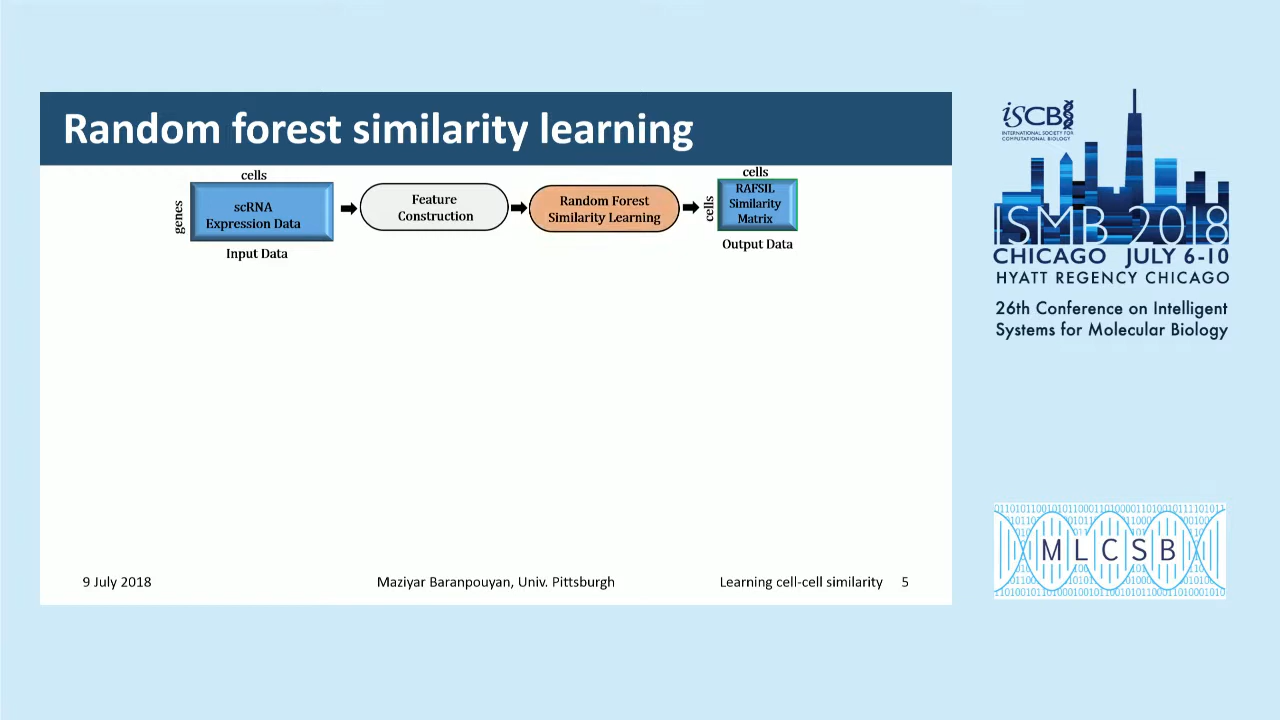 Random forest similarity learning
cells
genes
scRNA
Expression Data
Input Data
Feature
Construction
Random Forest
Similarity Learning
cells
cells
RAFSIL
Similarity
Matrix
Output Data
9 July 2018
Maziyar Baranpouyan, Univ. Pittsburgh
Learning cell-cell similarity 5
iSCB
INTERNATIONAL SOCIETY FOR
COMPUTATIONAL BIOLOGY
ISMB 2018
CHICAGO JULY 6-10
HYATT REGENCY CHICAGO
26th Conference on Intelligent
Systems for Molecular Biology
MLCSB